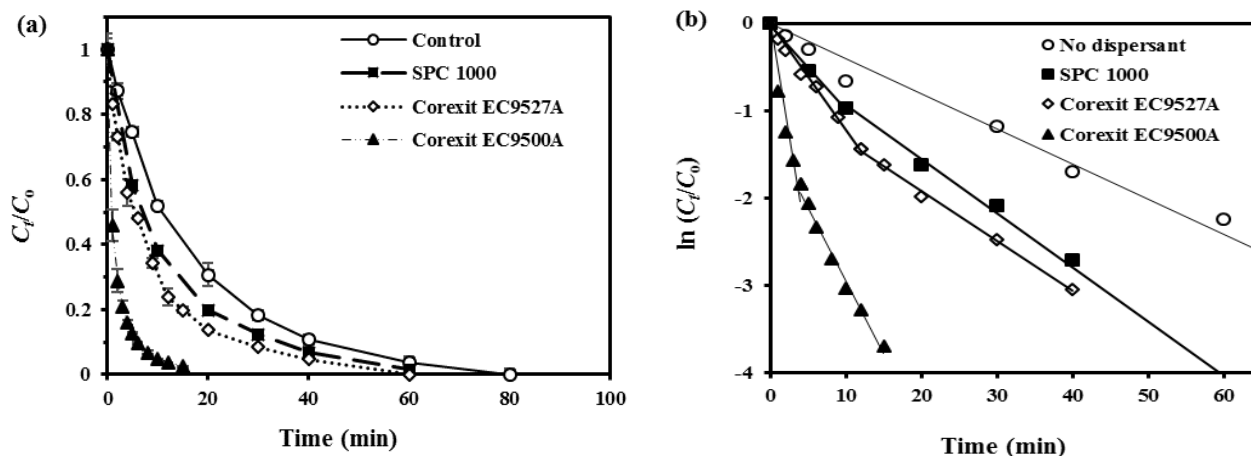 (a)
Control
SPC 1000
Corexit EC9527A
Corexit EC9500A
1
0.8
0.6
0.4
0.2
0
Ct/Co
0 20 40 60 80 100
Time (min)
(b)
No dispersant
SPC 1000
Corexit EC9527A
Corexit EC9500A
-0
-1
-2
-3
-4
ln (Ct/Co)
0 10 20 30 40 50 60
Time (min)